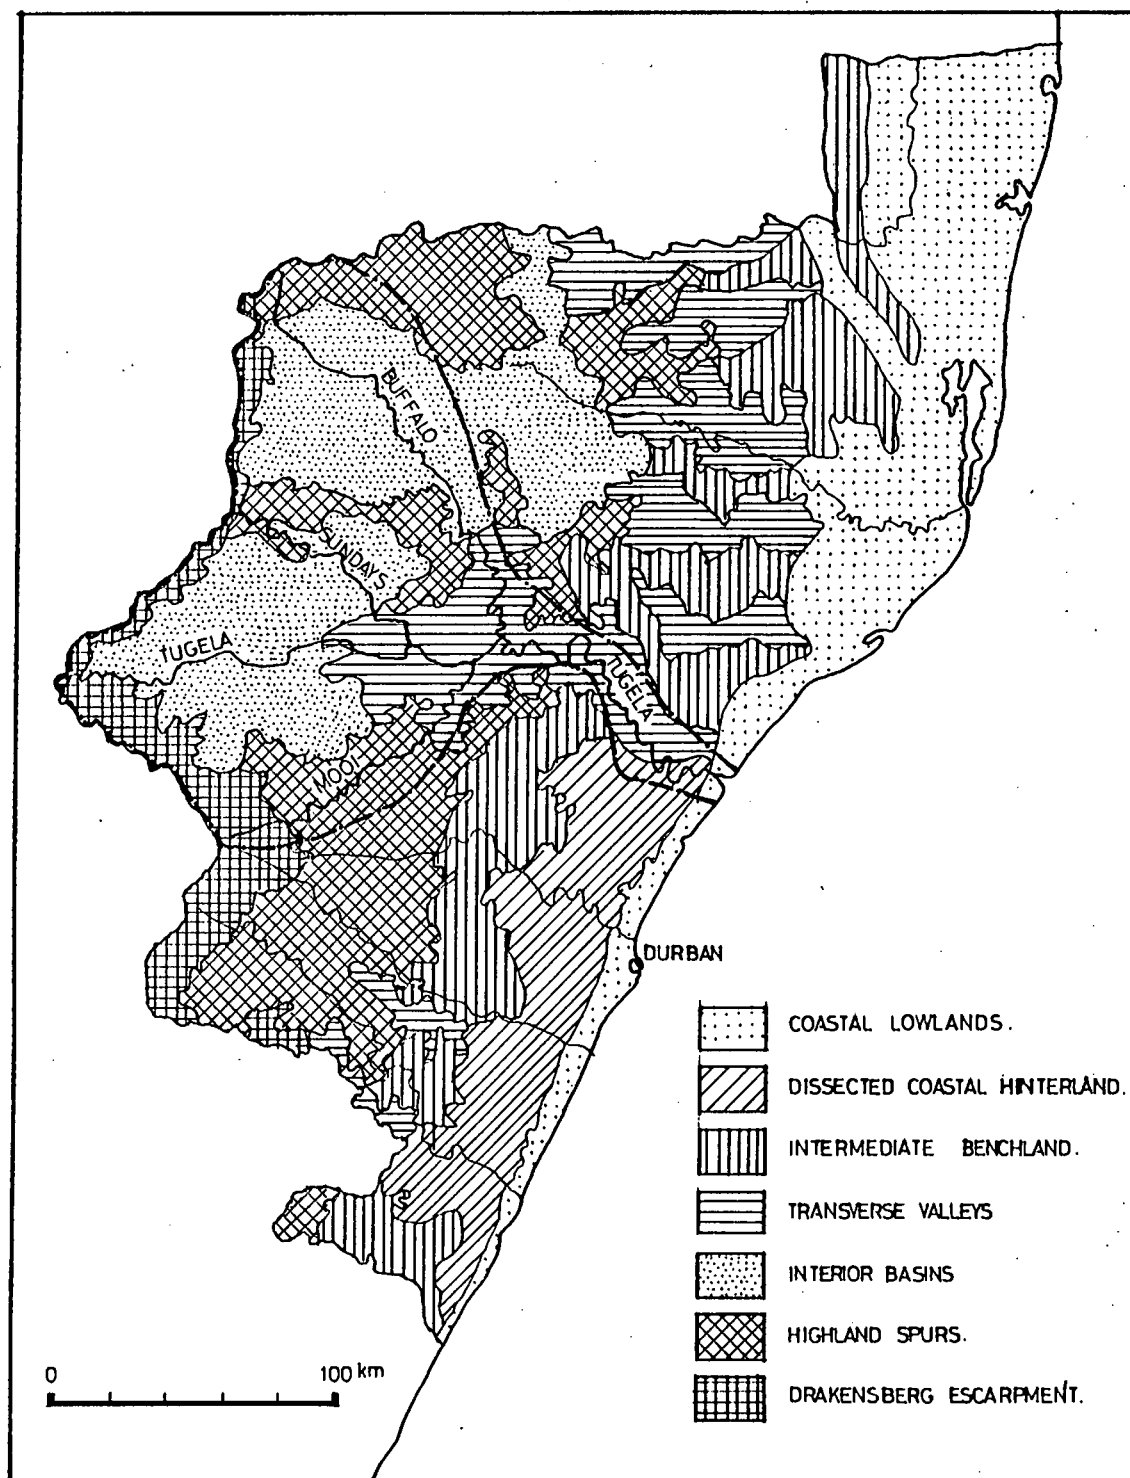 BUFFALO
SUNDAYS
TUGELA
TUGELA
MOOI
DURBAN
COASTAL LOWLANDS.
DISSECTED COASTAL HINTERLAND.
INTERMEDIATE BENCHLAND.
TRANSVERSE VALLEYS
INTERIOR BASINS
HIGHLAND SPURS.
DRAKENSBERG ESCARPMENT.
0 100 km